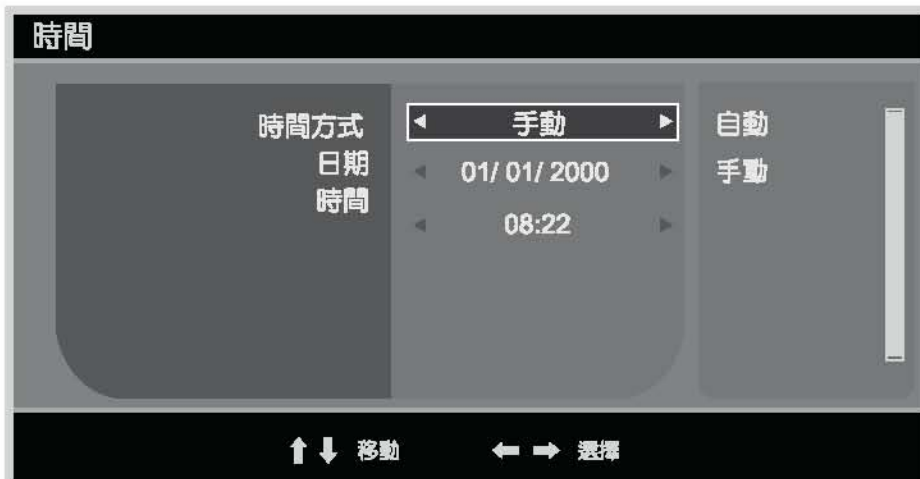 時間
時間方式
手動
自動
日期
01/ 01/ 2000
手動
時間
08:22
移動
選擇